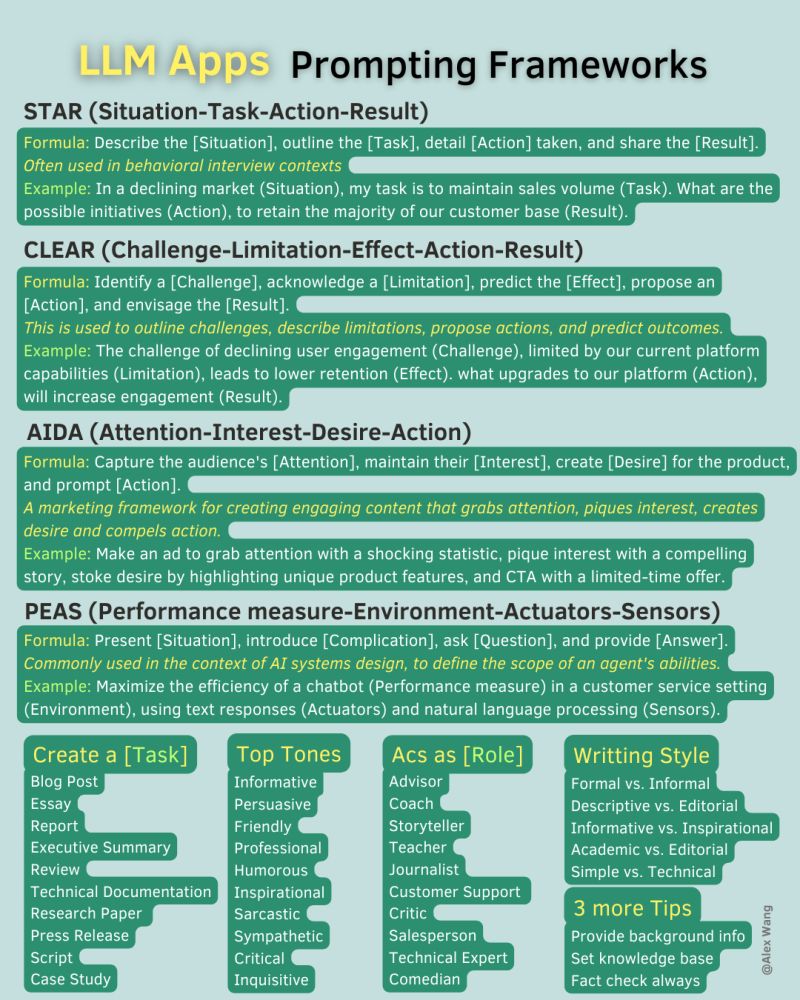 LLM Apps Prompting Frameworks
STAR (Situation-Task-Action-Result)
Formula: Describe the [Situation], outline the [Task], detail [Action] taken, and share the [Result].
Often used in behavioral interview contexts
Example: In a declining market (Situation), my task is to maintain sales volume (Task). What are the
possible initiatives (Action), to retain the majority of our customer base (Result).
CLEAR (Challenge-Limitation-Effect-Action-Result)
Formula: Identify a [Challenge], acknowledge a [Limitation], predict the [Effect], propose an
[Action], and envisage the [Result].
This is used to outline challenges, describe limitations, propose actions, and predict outcomes.
Example: The challenge of declining user engagement (Challenge), limited by our current platform
capabilities (Limitation), leads to lower retention (Effect). what upgrades to our platform (Action),
will increase engagement (Result).
AIDA (Attention-Interest-Desire-Action)
Formula: Capture the audience's [Attention], maintain their [Interest], create [Desire] for the product,
and prompt [Action].
A marketing framework for creating engaging content that grabs attention, piques interest, creates
desire and compels action.
Example: Make an ad to grab attention with a shocking statistic, pique interest with a compelling
story, stoke desire by highlighting unique product features, and CTA with a limited-time offer.
PEAS (Performance measure-Environment-Actuators-Sensors)
Formula: Present [Situation], introduce [Complication], ask [Question], and provide [Answer].
Commonly used in the context of AI systems design, to define the scope of an agent's abilities.
Example: Maximize the efficiency of a chatbot (Performance measure) in a customer service setting
(Environment), using text responses (Actuators) and natural language processing (Sensors).
Create a [Task]
Blog Post
Essay
Report
Executive Summary
Review
Technical Documentation
Research Paper
Press Release
Script
Case Study
Top Tones
Informative
Persuasive
Friendly
Professional
Humorous
Inspirational
Sarcastic
Sympathetic
Critical
Inquisitive
Acs as [Role]
Advisor
Coach
Storyteller
Teacher
Journalist
Customer Support
Critic
Salesperson
Technical Expert
Comedian
Writting Style
Formal vs. Informal
Descriptive vs. Editorial
Informative vs. Inspirational
Academic vs. Editorial
Simple vs. Technical
3 more Tips
Provide background info
Set knowledge base
Fact check always
@Alex Wang